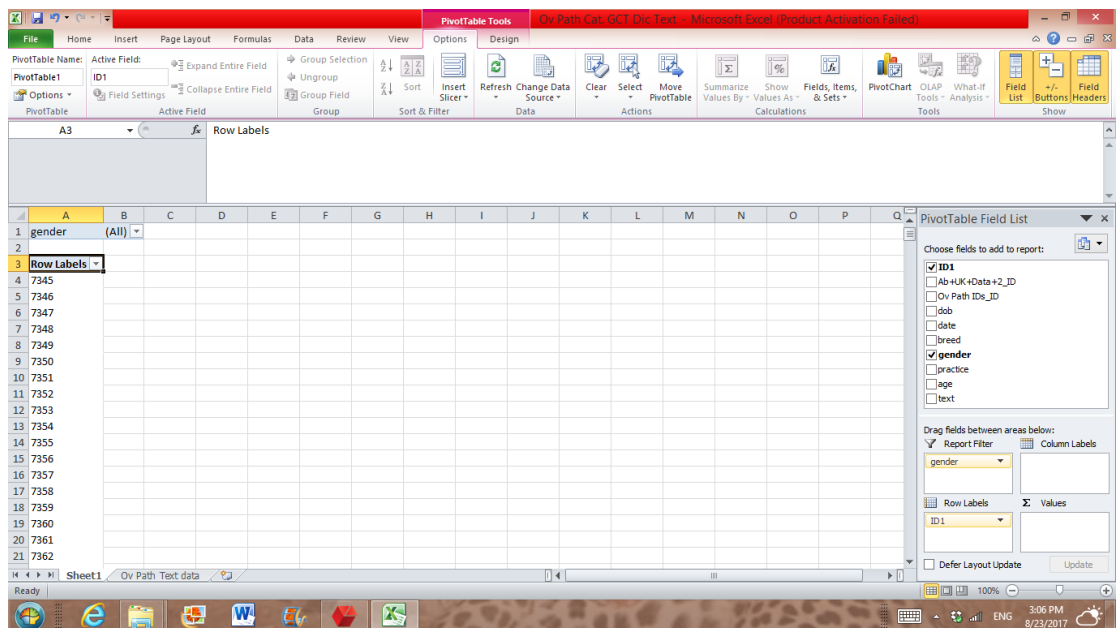 PivotTable Tools
Ov Path Cat. GCT Dic Text - Microsoft Excel (Product Activation Failed)
File Home Insert Page Layout Formulas Data Review View Options Design
PivotTable Name: Active Field:
PivotTable1 ID1
Options Field Settings
Expand Entire Field
Collapse Entire Field
Group Selection
Ungroup
Group Field
Sort Insert Slicer
Refresh Change Data Source
Clear Select Move PivotTable
Summarize Values By Show Values As Fields, Items, & Sets
PivotChart OLAP Tools What-If Analysis
Field List +/- Buttons Field Headers
PivotTable Active Field Group Sort & Filter Data Actions Calculations Tools Show
A3 fx Row Labels
A B C D E F G H I J K L M N O P Q
1 gender (All)
2
3 Row Labels
4 7345
5 7346
6 7347
7 7348
8 7349
9 7350
10 7351
11 7352
12 7353
13 7354
14 7355
15 7356
16 7357
17 7358
18 7359
19 7360
20 7361
21 7362
PivotTable Field List
Choose fields to add to report:
ID1
Ab+UK+Data+2_ID
Ov Path IDs_ID
dob
date
breed
gender
practice
age
text
Drag fields between areas below:
Report Filter Column Labels
gender
Row Labels Σ Values
ID1
Defer Layout Update Update
Sheet1 Ov Path Text data
Ready 100%
ENG 3:06 PM
8/23/2017